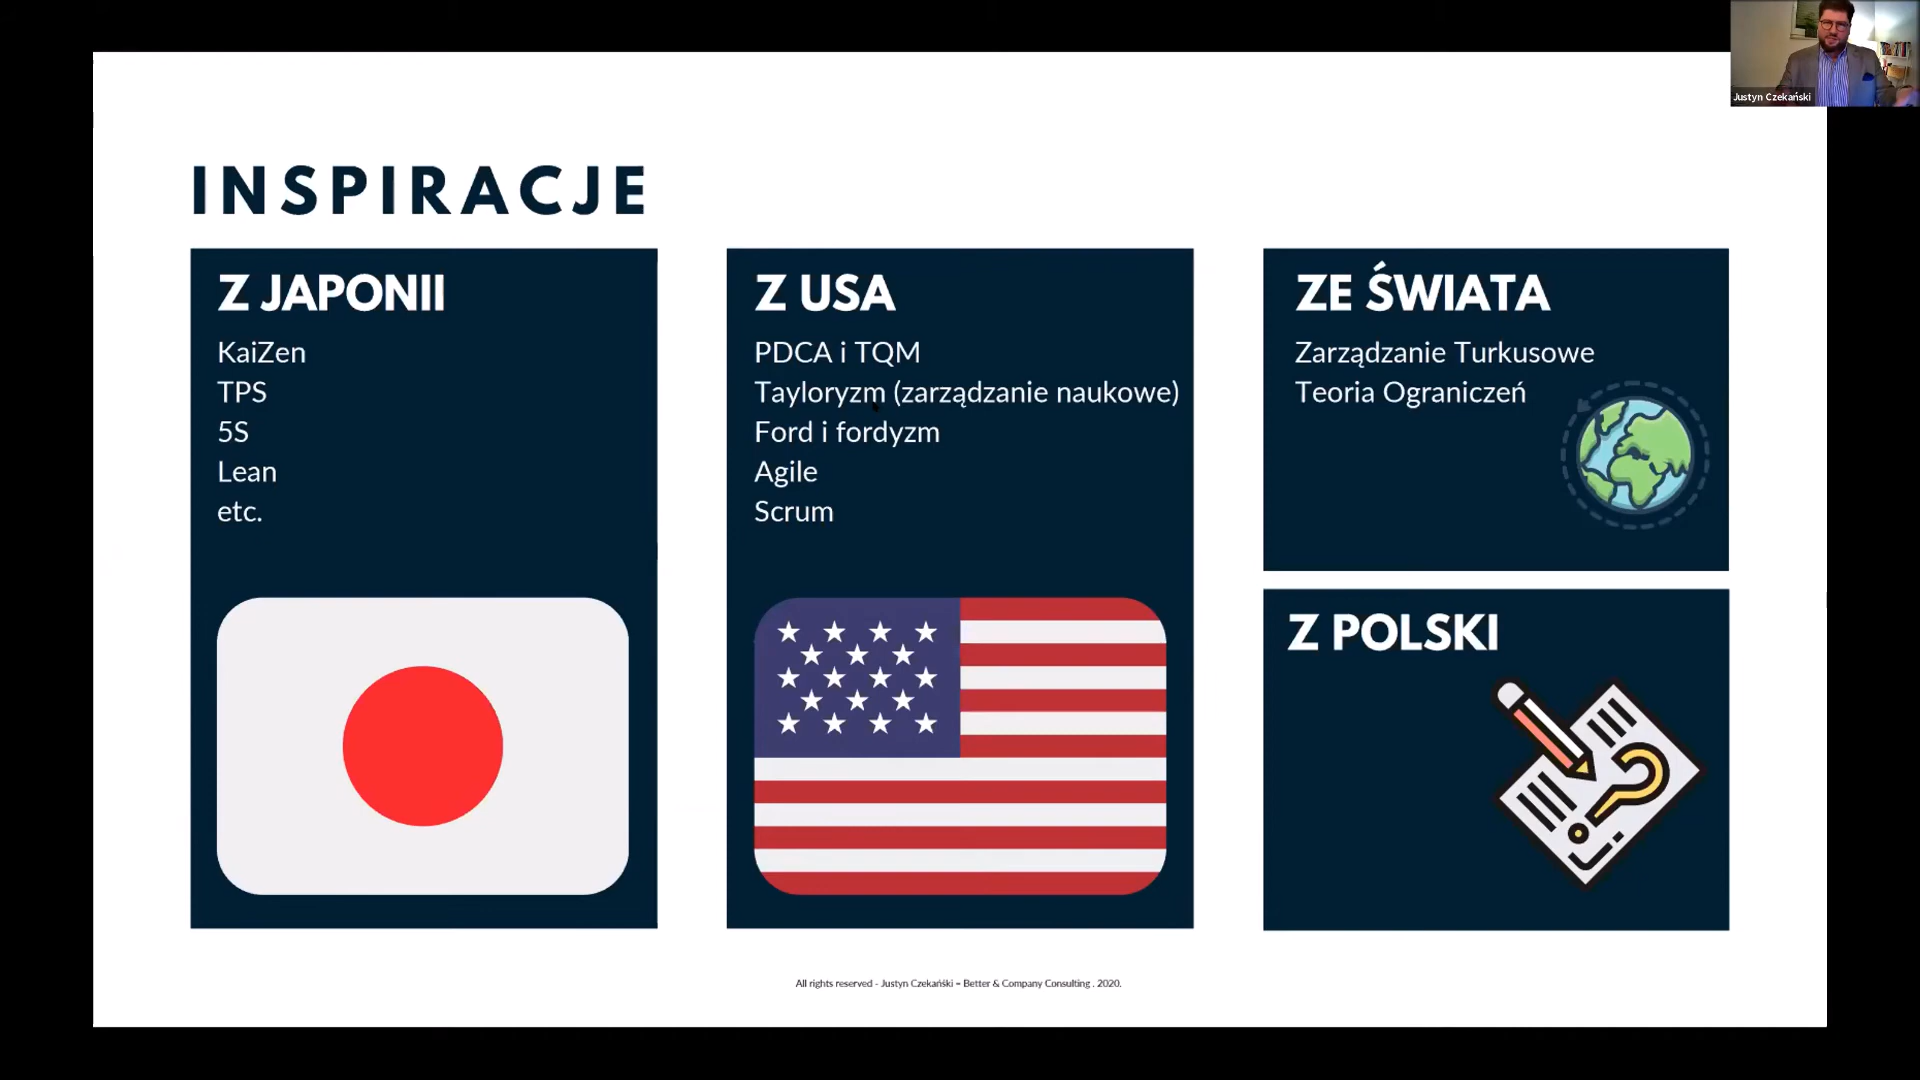 Justyn Czekański
INSPIRACJE
Z JAPONII
KaiZen
TPS
5S
Lean
etc.
Z USA
PDCA i TQM
Tayloryzm (zarządzanie naukowe)
Ford i fordyzm
Agile
Scrum
ZE ŚWIATA
Zarządzanie Turkusowe
Teoria Ograniczeń
Z POLSKI
All rights reserved - Justyn Czekański – Better & Company Consulting . 2020.